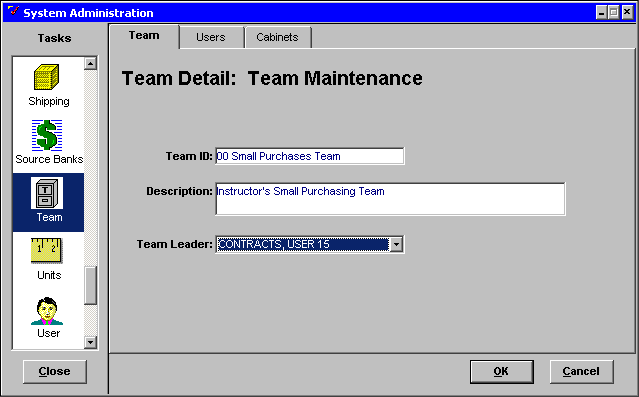 System Administration
Tasks
Shipping
Source Banks
Team
Units
User
Close
Team Users Cabinets
Team Detail: Team Maintenance
Team ID: 00 Small Purchases Team
Description: Instructor's Small Purchasing Team
Team Leader: CONTRACTS, USER 15
OK Cancel